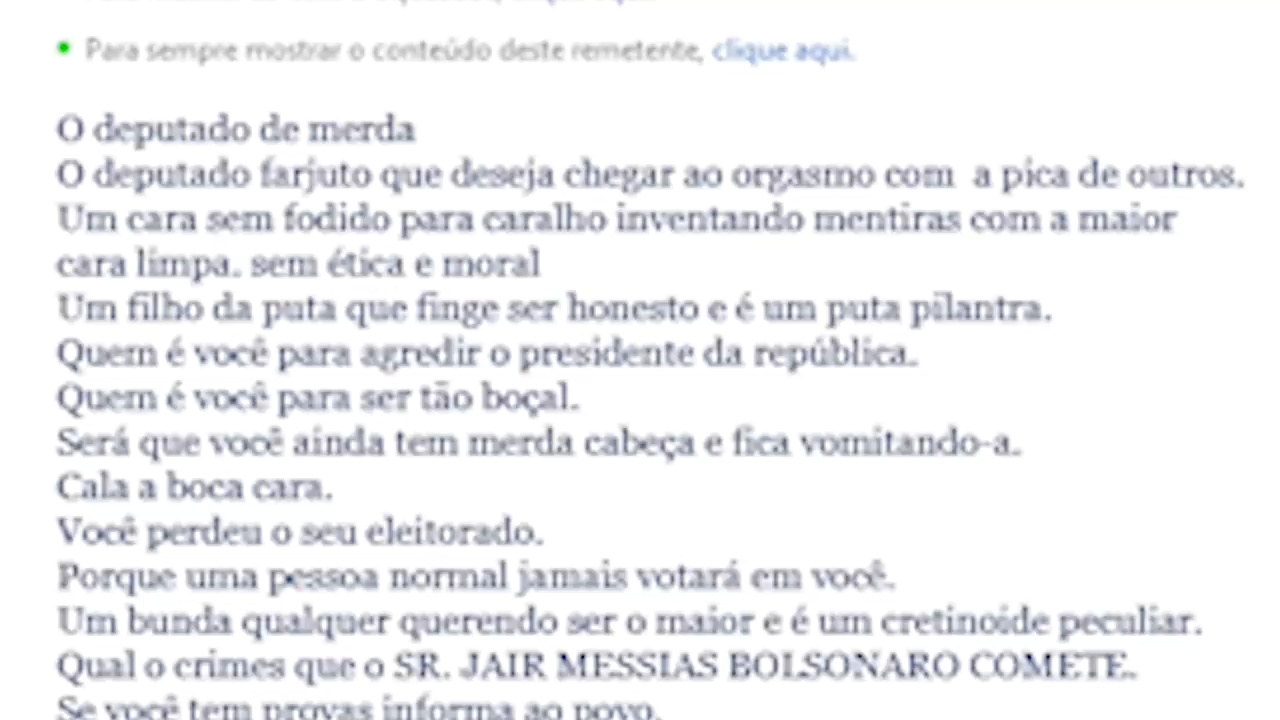 Para sempre mostrar o conteúdo deste remetente, clique aqui.
O deputado de merda
O deputado farjuto que deseja chegar ao orgasmo com a pica de outros.
Um cara sem fodido para caralho inventando mentiras com a maior
cara limpa. sem ética e moral
Um filho da puta que finge ser honesto e é um puta pilantra.
Quem é você para agredir o presidente da república.
Quem é você para ser tão boçal.
Será que você ainda tem merda cabeça e fica vomitando-a.
Cala a boca cara.
Você perdeu o seu eleitorado.
Porque uma pessoa normal jamais votará em você.
Um bunda qualquer querendo ser o maior e é um cretinoide peculiar.
Qual o crimes que o SR. JAIR MESSIAS BOLSONARO COMETE.
Se você tem provas informa ao povo.